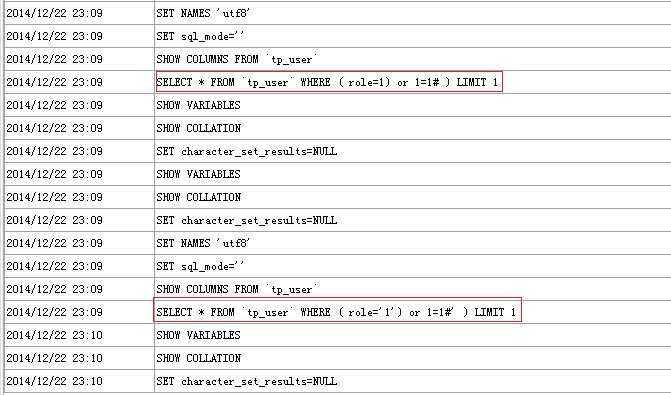 2014/12/22 23:09 SET NAMES 'utf8'
2014/12/22 23:09 SET sql_mode=''
2014/12/22 23:09 SHOW COLUMNS FROM `tp_user`
2014/12/22 23:09 SELECT * FROM `tp_user` WHERE ( role=1) or 1=1# ) LIMIT 1
2014/12/22 23:09 SHOW VARIABLES
2014/12/22 23:09 SHOW COLLATION
2014/12/22 23:09 SET character_set_results=NULL
2014/12/22 23:09 SHOW VARIABLES
2014/12/22 23:09 SHOW COLLATION
2014/12/22 23:09 SET character_set_results=NULL
2014/12/22 23:09 SET NAMES 'utf8'
2014/12/22 23:09 SET sql_mode=''
2014/12/22 23:09 SHOW COLUMNS FROM `tp_user`
2014/12/22 23:09 SELECT * FROM `tp_user` WHERE ( role='1') or 1=1#' ) LIMIT 1
2014/12/22 23:10 SHOW VARIABLES
2014/12/22 23:10 SHOW COLLATION
2014/12/22 23:10 SET character_set_results=NULL